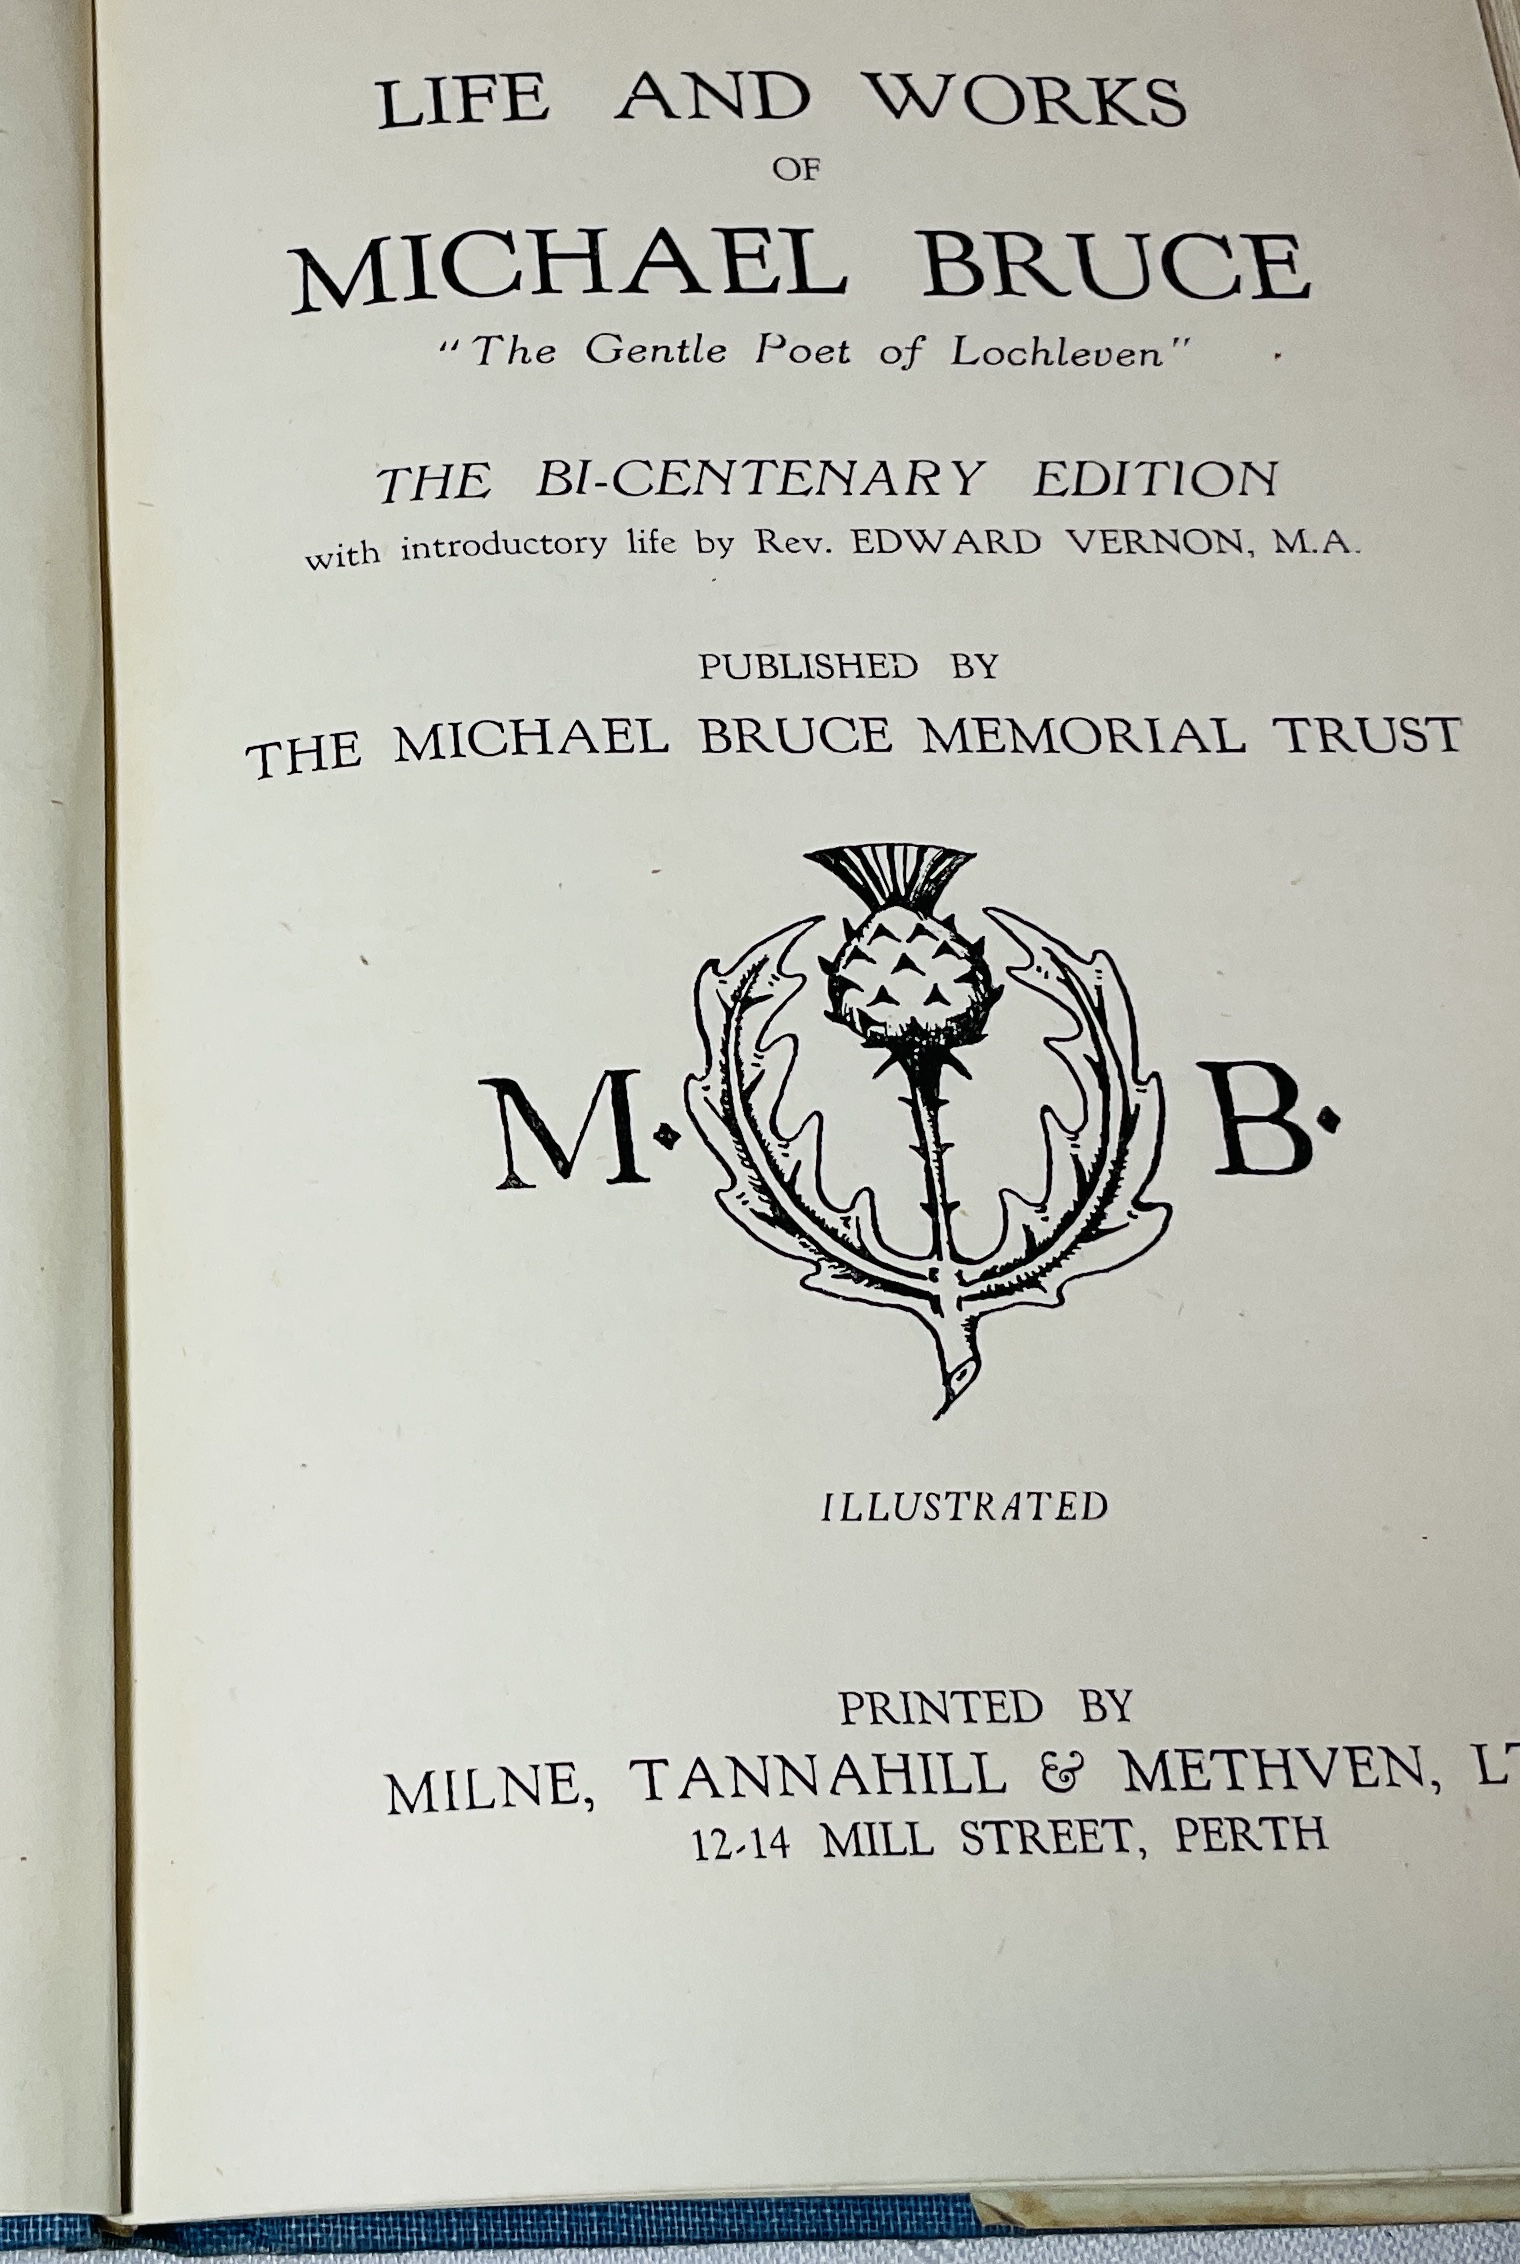 LIFE AND WORKS
OF
MICHAEL BRUCE
"The Gentle Poet of Lochleven"
THE BI-CENTENARY EDITION
with introductory life by Rev. EDWARD VERNON, M.A.
PUBLISHED BY
THE MICHAEL BRUCE MEMORIAL TRUST
M· B·
ILLUSTRATED
PRINTED BY
MILNE, TANNAHILL & METHVEN,
12-14 MILL STREET, PERTH